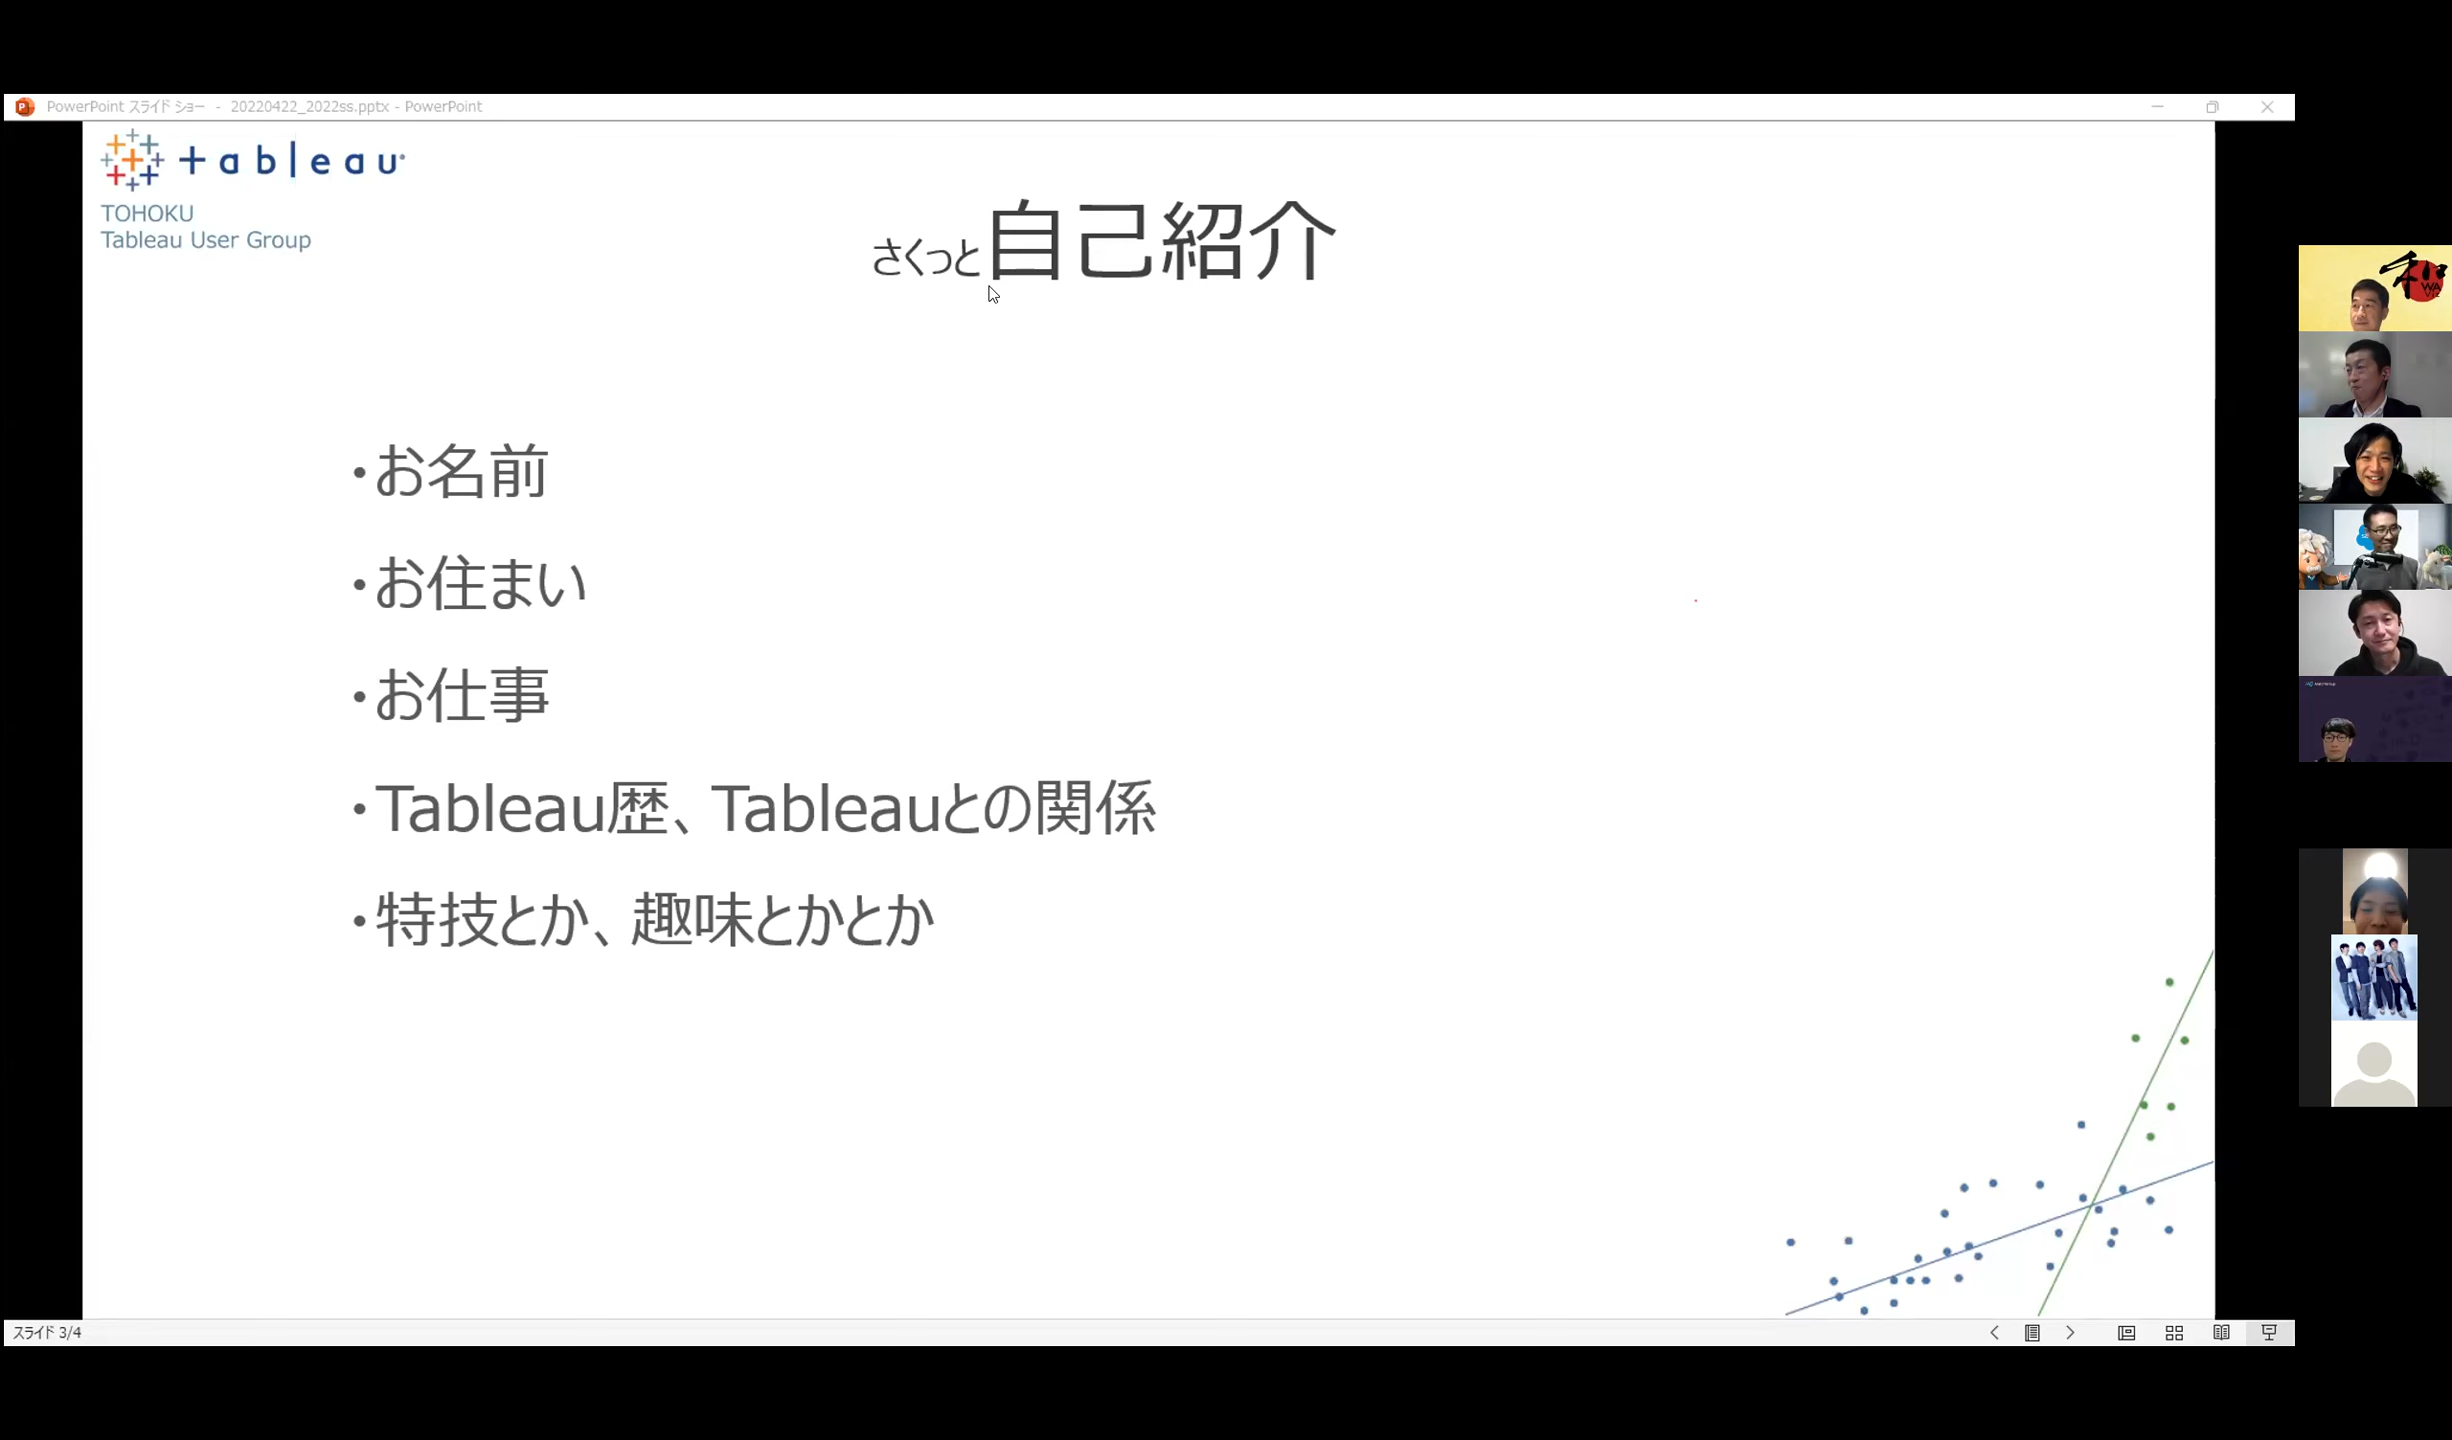 PowerPoint スライド ショー - 20220422_2022ss.pptx - PowerPoint
+ a b | e a u
TOHOKU
Tableau User Group
さくっと自己紹介
・お名前
・お住まい
・お仕事
・Tableau歴、Tableauとの関係
・特技とか、趣味とかとか
和
WA
スライド 3/4